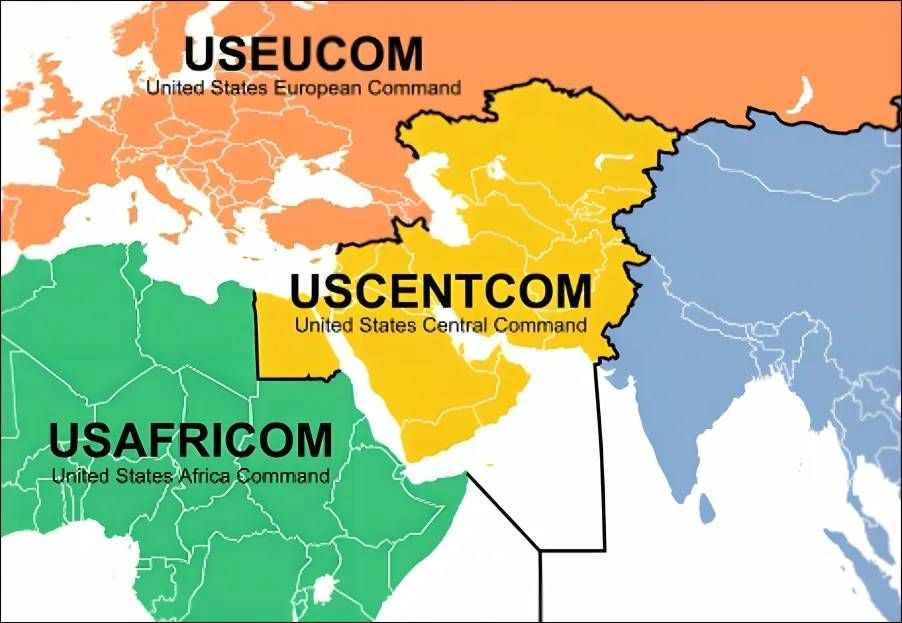 USEUCOM
United States European Command
USCENTCOM
United States Central Command
USAFRICOM
United States Africa Command